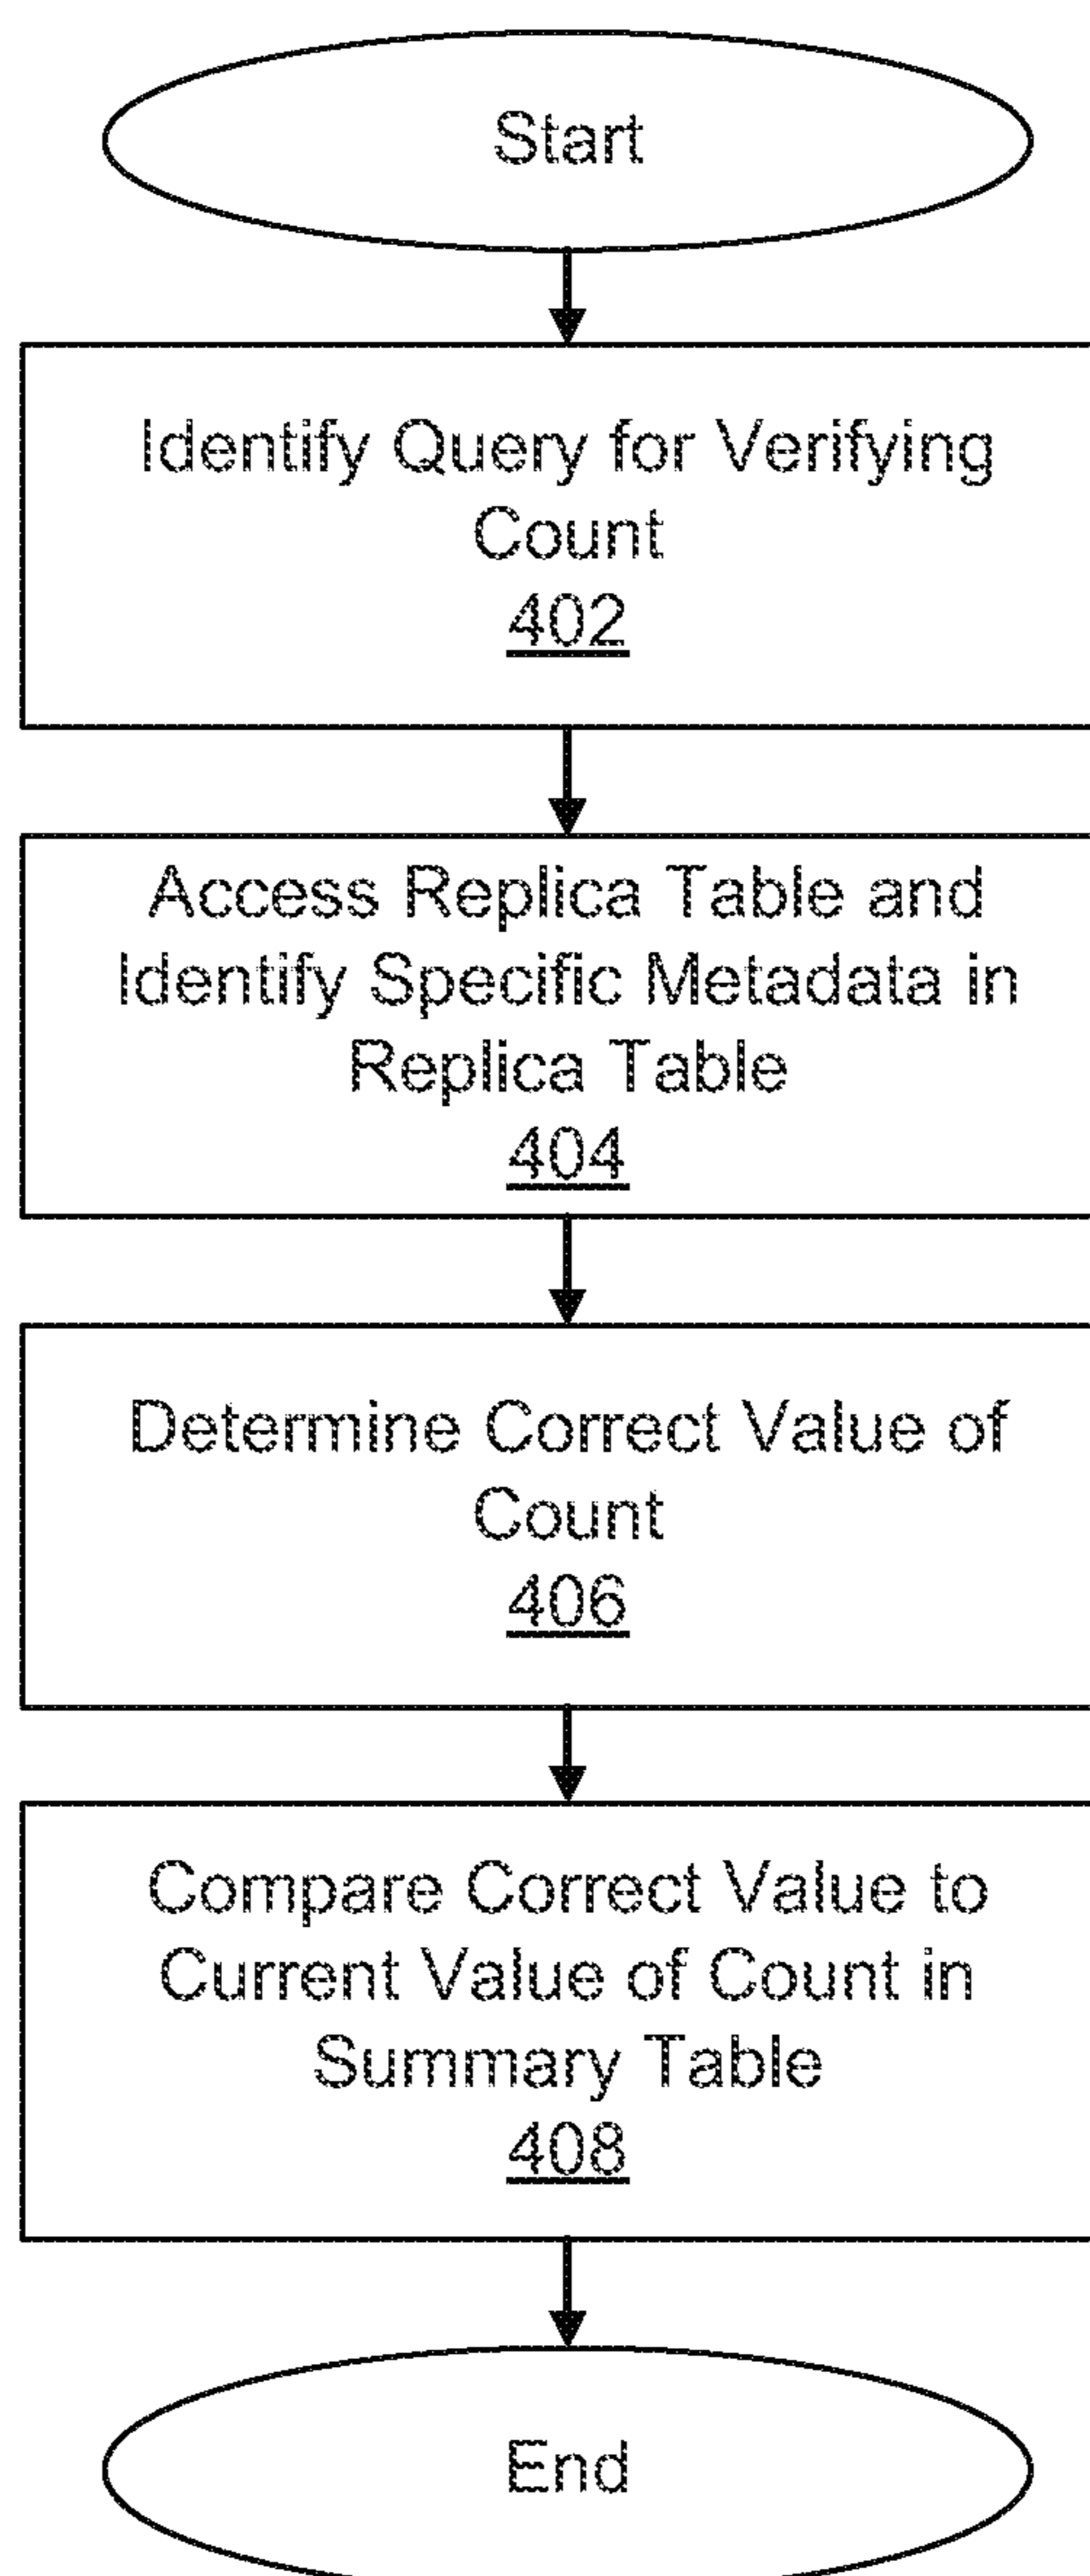 Start
Identify Query for Verifying
Count
402
Access Replica Table and
Identify Specific Metadata in
Replica Table
404
Determine Correct Value of
Count
406
Compare Correct Value to
Current Value of Count in
Summary Table
408
End